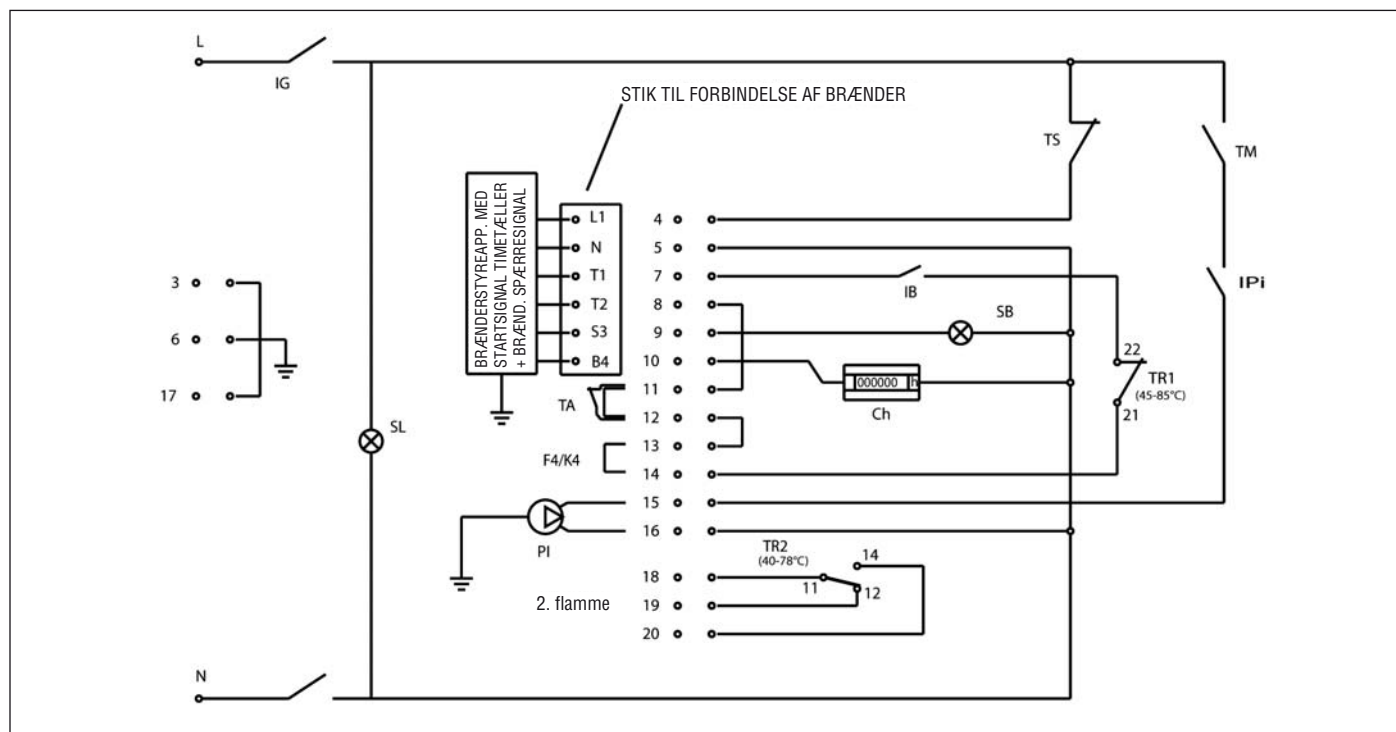 L
IG
STIK TIL FORBINDELSE AF BRÆNDER
TS
TM
BRÆNDERSTYREAPP. MED
STARTSIGNAL TIMETÆLLER
+ BRÆND. SPÆRRESIGNAL
L1
N
T1
T2
S3
B4
4
5
7
8
9
10
11
12
13
14
15
16
18
19
20
3
6
17
SL
TA
F4/K4
PI
2. flamme
IB
SB
000000 h
Ch
IPi
22
TR1
(45-85°C)
21
TR2
(40-78°C)
14
11
12
N